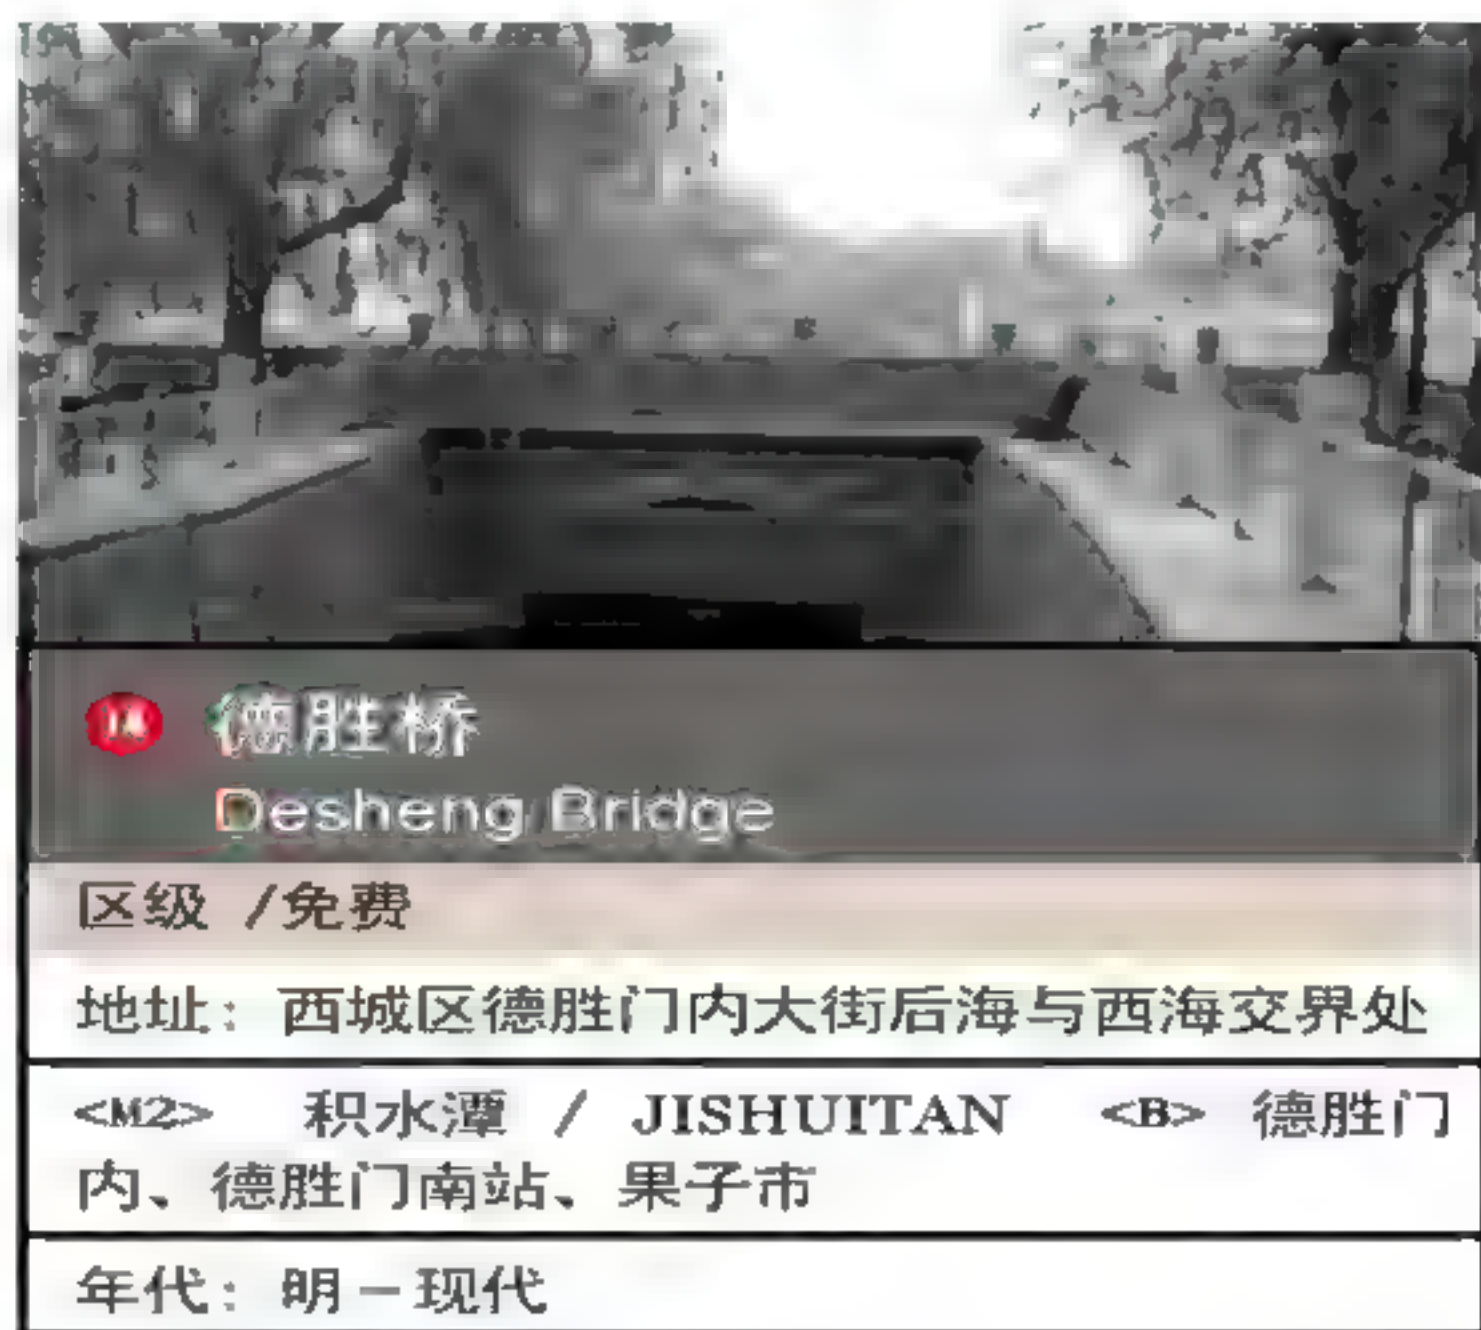 德胜桥
Desheng Bridge
区级 /免费
地址：西城区德胜门内大街后海与西海交界处
<M2> 积水潭 / JISHUITAN <B> 德胜门
内、德胜门南站、果子市
年代：明－现代